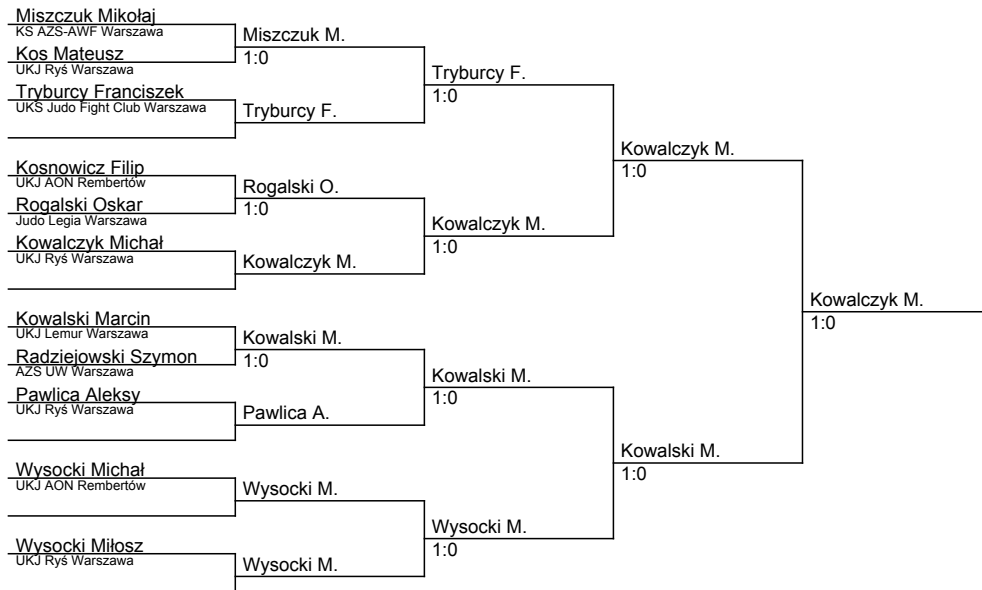 Miszczuk Mikołaj
KS AZS-AWF Warszawa
Kos Mateusz
UKJ Ryś Warszawa
Tryburcy Franciszek
UKS Judo Fight Club Warszawa
Kosnowicz Filip
UKJ AON Rembertów
Rogalski Oskar
Judo Legia Warszawa
Kowalczyk Michał
UKJ Ryś Warszawa
Kowalski Marcin
UKJ Lemur Warszawa
Radziejowski Szymon
AZS UW Warszawa
Pawlica Aleksy
UKJ Ryś Warszawa
Wysocki Michał
UKJ AON Rembertów
Wysocki Miłosz
UKJ Ryś Warszawa
Miszczuk M.
1:0
Tryburcy F.
Rogalski O.
1:0
Kowalczyk M.
Kowalski M.
1:0
Pawlica A.
Wysocki M.
Wysocki M.
Tryburcy F.
1:0
Kowalczyk M.
1:0
Kowalski M.
1:0
Wysocki M.
1:0
Kowalczyk M.
1:0
Kowalski M.
1:0
Kowalczyk M.
1:0